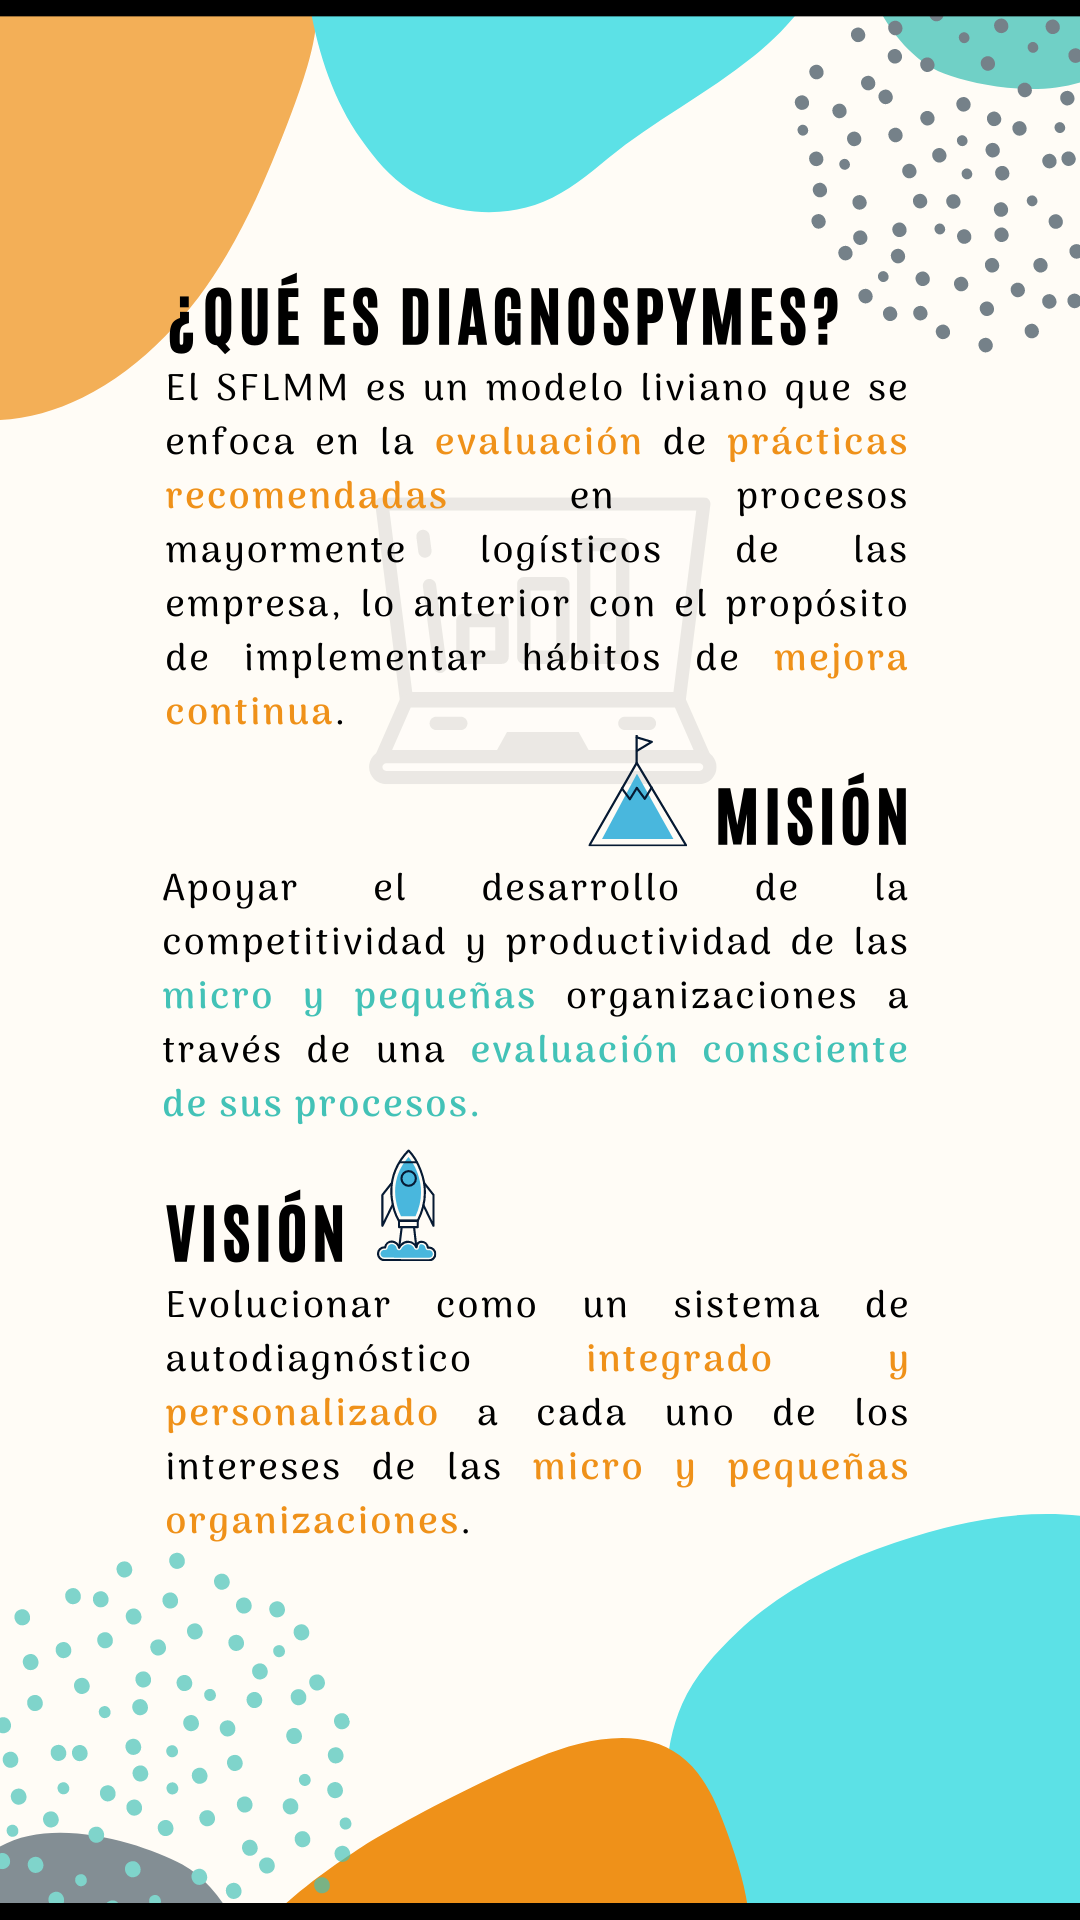 ¿QUÉ ES DIAGNOSPYMES?
El SFLMM es un modelo liviano que se
enfoca en la evaluación de prácticas
recomendadas en procesos
mayormente logísticos de las
empresa, lo anterior con el propósito
de implementar hábitos de mejora
continua.
MISIÓN
Apoyar el desarrollo de la
competitividad y productividad de las
micro y pequeñas organizaciones a
través de una evaluación consciente
de sus procesos.
VISIÓN
Evolucionar como un sistema de
autodiagnóstico integrado y
personalizado a cada uno de los
intereses de las micro y pequeñas
organizaciones.